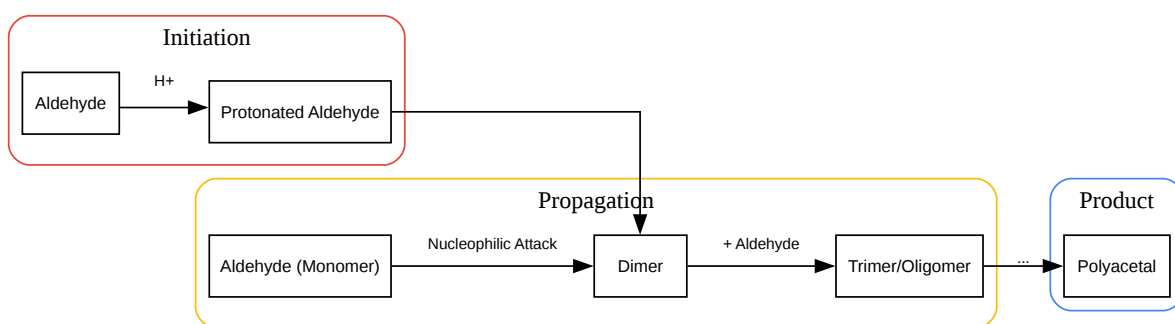 Initiation
Aldehyde
H+
Protonated Aldehyde
Propagation
Aldehyde (Monomer)
Nucleophilic Attack
Dimer
+ Aldehyde
Trimer/Oligomer
...
Product
Polyacetal